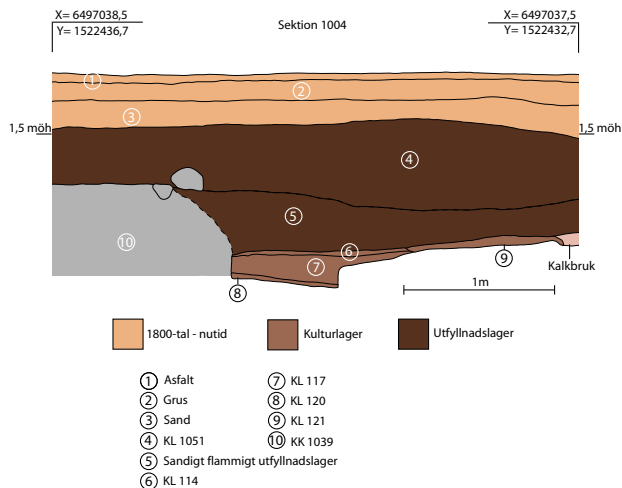 X= 6497038,5
Y= 1522436,7
Sektion 1004
X= 6497037,5
Y= 1522432,7
1
2
3
1,5 möh
1,5 möh
4
5
10
6
7
9
8
Kalkbruk
1m
1800-tal - nutid
Kulturlager
Utfyllnadslager
1 Asfalt
2 Grus
3 Sand
4 KL 1051
5 Sandigt flammigt utfyllnadslager
6 KL 114
7 KL 117
8 KL 120
9 KL 121
10 KK 1039